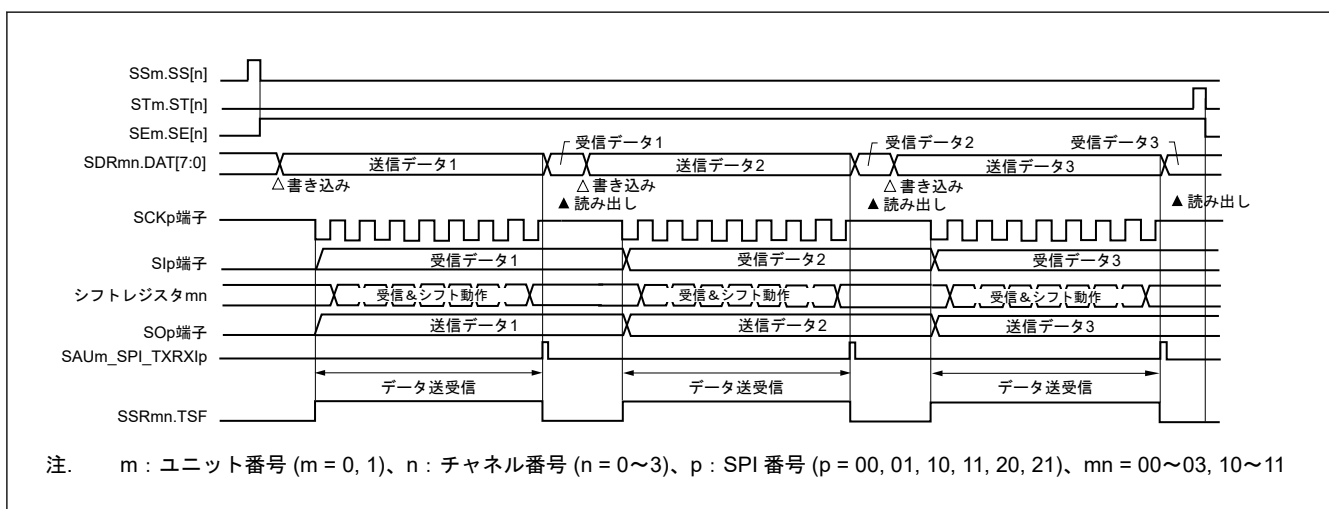 SSm.SS[n]
STm.ST[n]
SEm.SE[n]
受信データ1 受信データ2 受信データ3
SDRmn.DAT[7:0] 送信データ1 送信データ2 送信データ3
△書き込み △書き込み △書き込み
▲読み出し ▲読み出し ▲読み出し
SCKp端子
SIp端子 受信データ1 受信データ2 受信データ3
シフトレジスタmn 受信&シフト動作 受信&シフト動作 受信&シフト動作
SOp端子 送信データ1 送信データ2 送信データ3
SAUm_SPI_TXRXIp
データ送受信 データ送受信 データ送受信
SSRmn.TSF
注. m:ユニット番号 (m = 0, 1)、n:チャネル番号 (n = 0〜3)、p:SPI 番号 (p = 00, 01, 10, 11, 20, 21)、mn = 00〜03, 10〜11